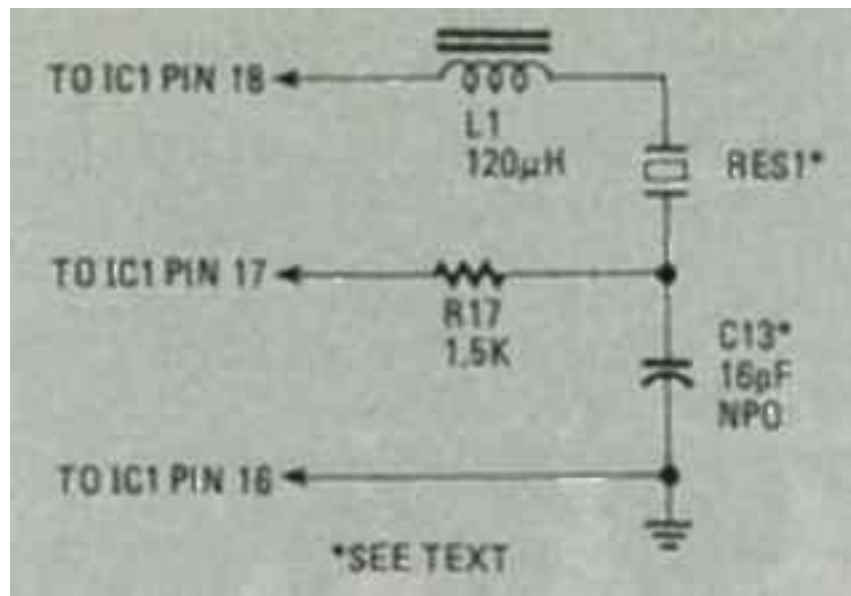 TO IC1 PIN 18
L1
120µH
RES1*
TO IC1 PIN 17
R17
1.5K
C13*
16pF
NPO
TO IC1 PIN 16
*SEE TEXT